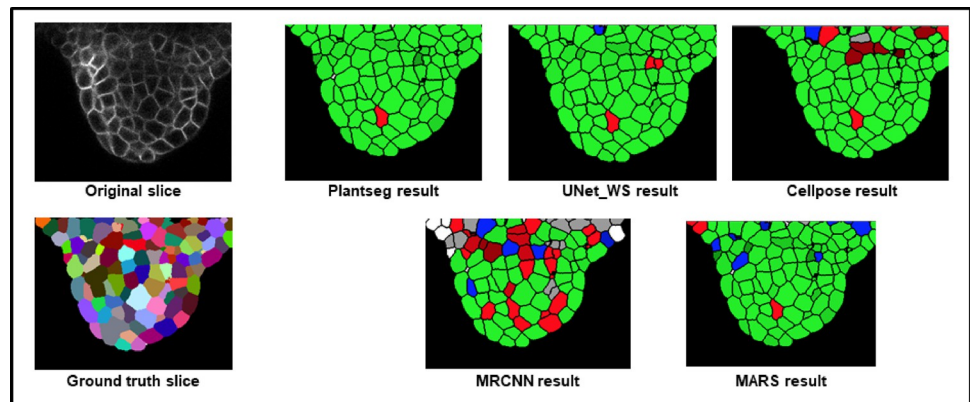 Original slice
Plantseg result
UNet_WS result
Cellpose result
Ground truth slice
MRCNN result
MARS result